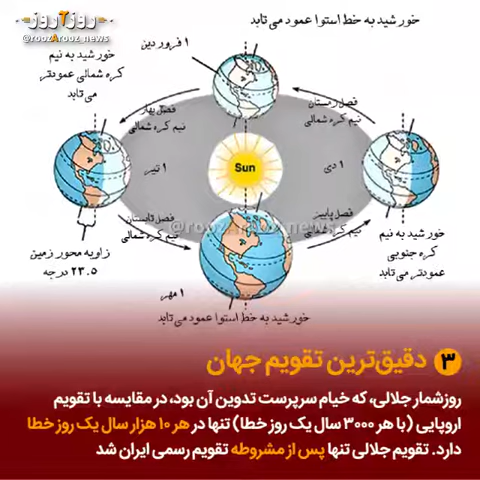 روز۲روز
@rooz2rooz_news
خورشید به خط استوا عمود می‌تابد
۱ فروردین
خورشید به نیم
کره شمالی عمودتر
می‌تابد
فصل بهار
نیم کره شمالی
فصل زمستان
نیم کره شمالی
۱ تیر
Sun
۱ دی
فصل تابستان
نیم کره شمالی
فصل پاییز
نیم کره شمالی
@rooz2rooz_news
زاویه محور زمین
۲۳.۵ درجه
خورشید به نیم
کره جنوبی
عمودتر می‌تابد
۱ مهر
خورشید به خط استوا عمود می‌تابد
۳ دقیق‌ترین تقویم جهان
روزشمار جلالی، که خیام سرپرست تدوین آن بود، در مقایسه با تقویم
اروپایی (با هر ۳۰۰۰ سال یک روز خطا) تنها در هر ۱۰ هزار سال یک روز خطا
دارد. تقویم جلالی تنها پس از مشروطه تقویم رسمی ایران شد